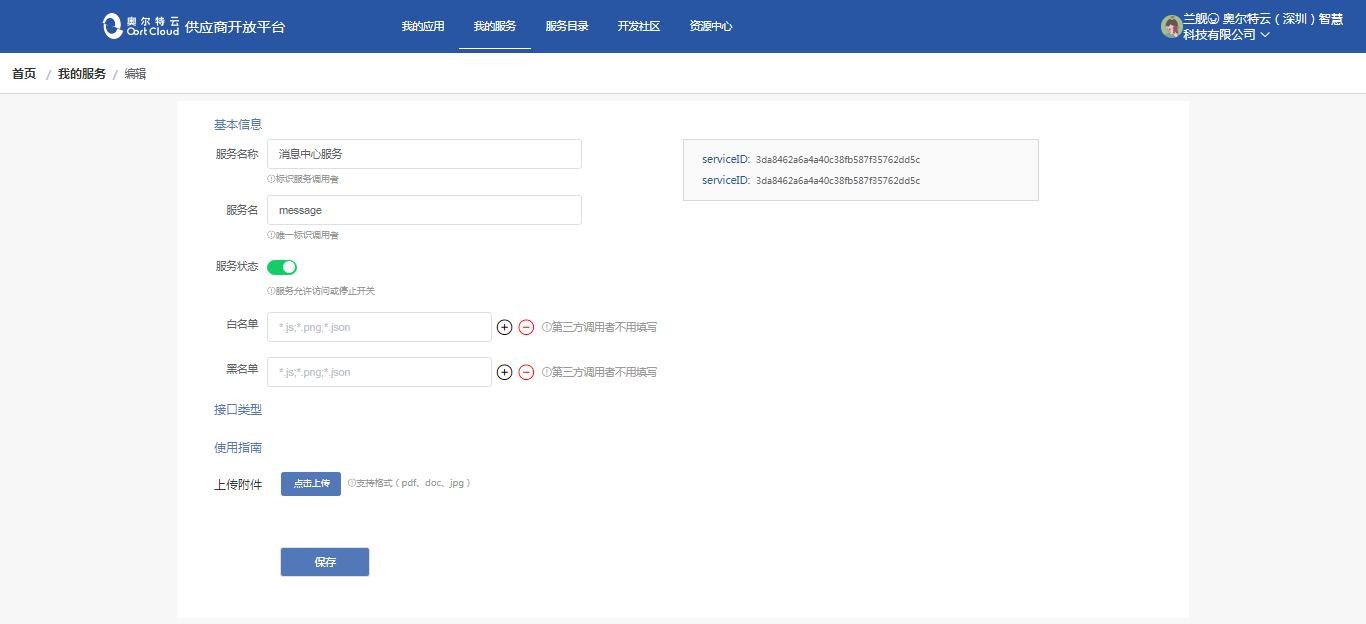 奥尔特云 供应商开放平台
Oort Cloud
我的应用 我的服务 服务目录 开发社区 资源中心
兰舰 奥尔特云（深圳）智慧
科技有限公司
首页 / 我的服务 / 编辑
基本信息
服务名称 消息中心服务
标识服务调用者
服务名 message
唯一标识调用者
服务状态
服务允许访问或停止开关
白名单 *.js;*.png;*.json 第三方调用者不用填写
黑名单 *.js;*.png;*.json 第三方调用者不用填写
serviceID: 3da8462a6a4a40c38fb587f35762dd5c
serviceID: 3da8462a6a4a40c38fb587f35762dd5c
接口类型
使用指南
上传附件 点击上传 支持格式（pdf、doc、jpg）
保存